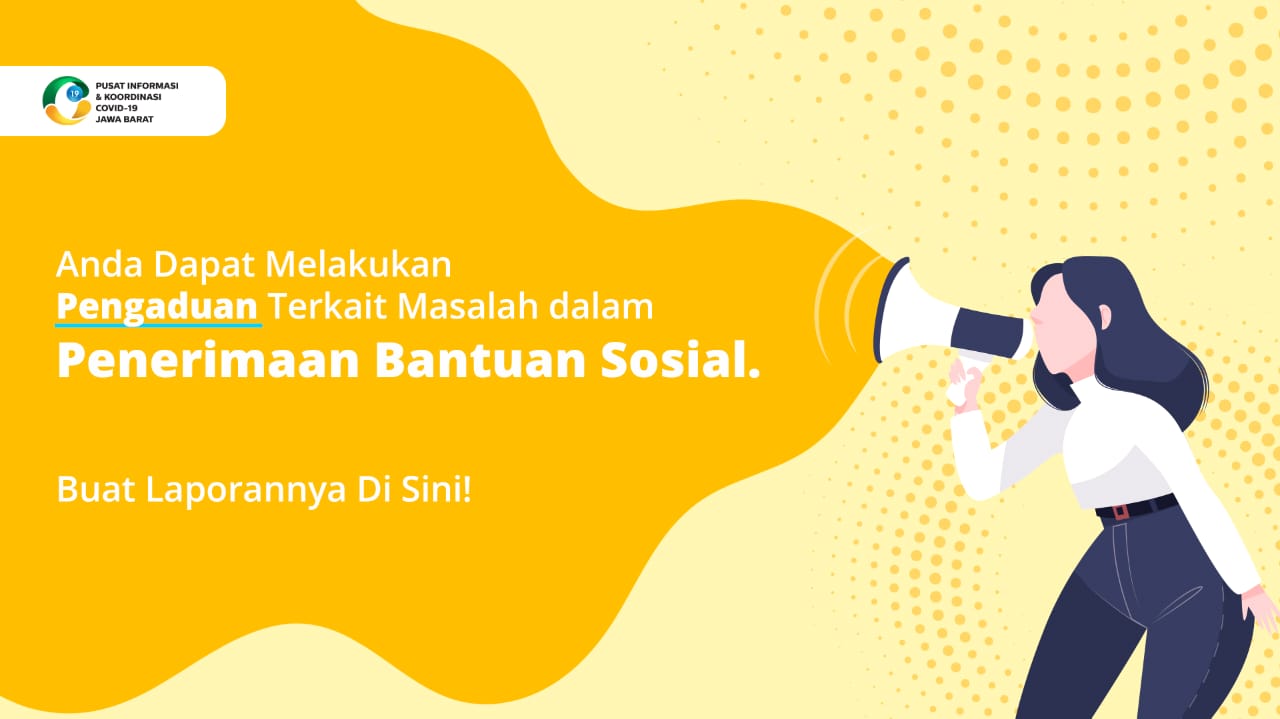 19
PUSAT INFORMASI
& KOORDINASI
COVID-19
JAWA BARAT
Anda Dapat Melakukan
Pengaduan Terkait Masalah dalam
Penerimaan Bantuan Sosial.
Buat Laporannya Di Sini!